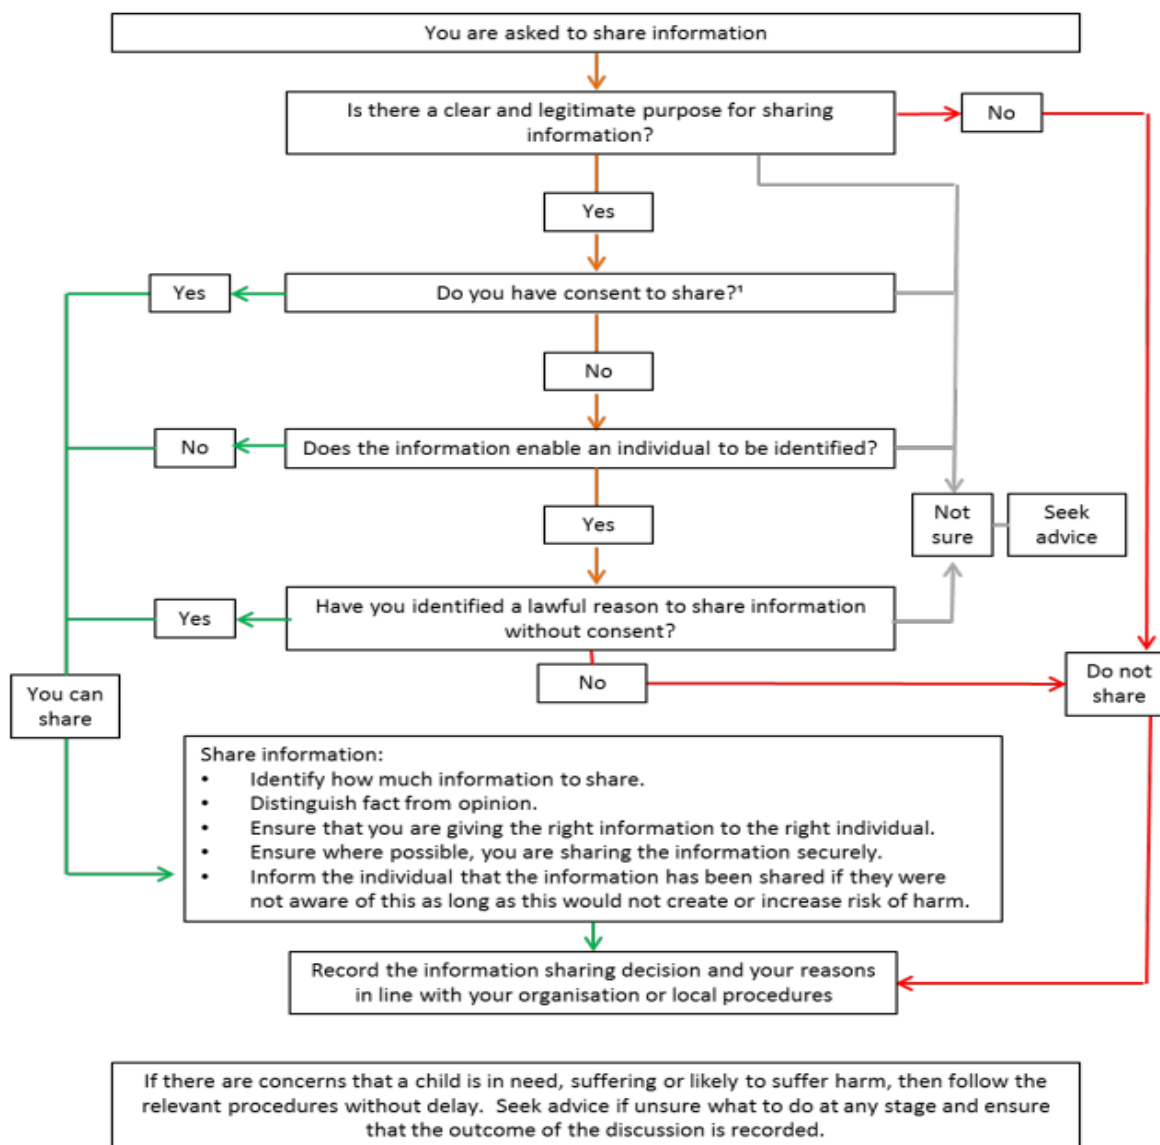 You are asked to share information
Is there a clear and legitimate purpose for sharing
information?
No
Yes
Yes
Do you have consent to share?¹
No
No
Does the information enable an individual to be identified?
Yes
Not
sure
Seek
advice
Yes
Have you identified a lawful reason to share information
without consent?
No
Do not
share
You can
share
Share information:
• Identify how much information to share.
• Distinguish fact from opinion.
• Ensure that you are giving the right information to the right individual.
• Ensure where possible, you are sharing the information securely.
• Inform the individual that the information has been shared if they were
not aware of this as long as this would not create or increase risk of harm.
Record the information sharing decision and your reasons
in line with your organisation or local procedures
If there are concerns that a child is in need, suffering or likely to suffer harm, then follow the
relevant procedures without delay. Seek advice if unsure what to do at any stage and ensure
that the outcome of the discussion is recorded.